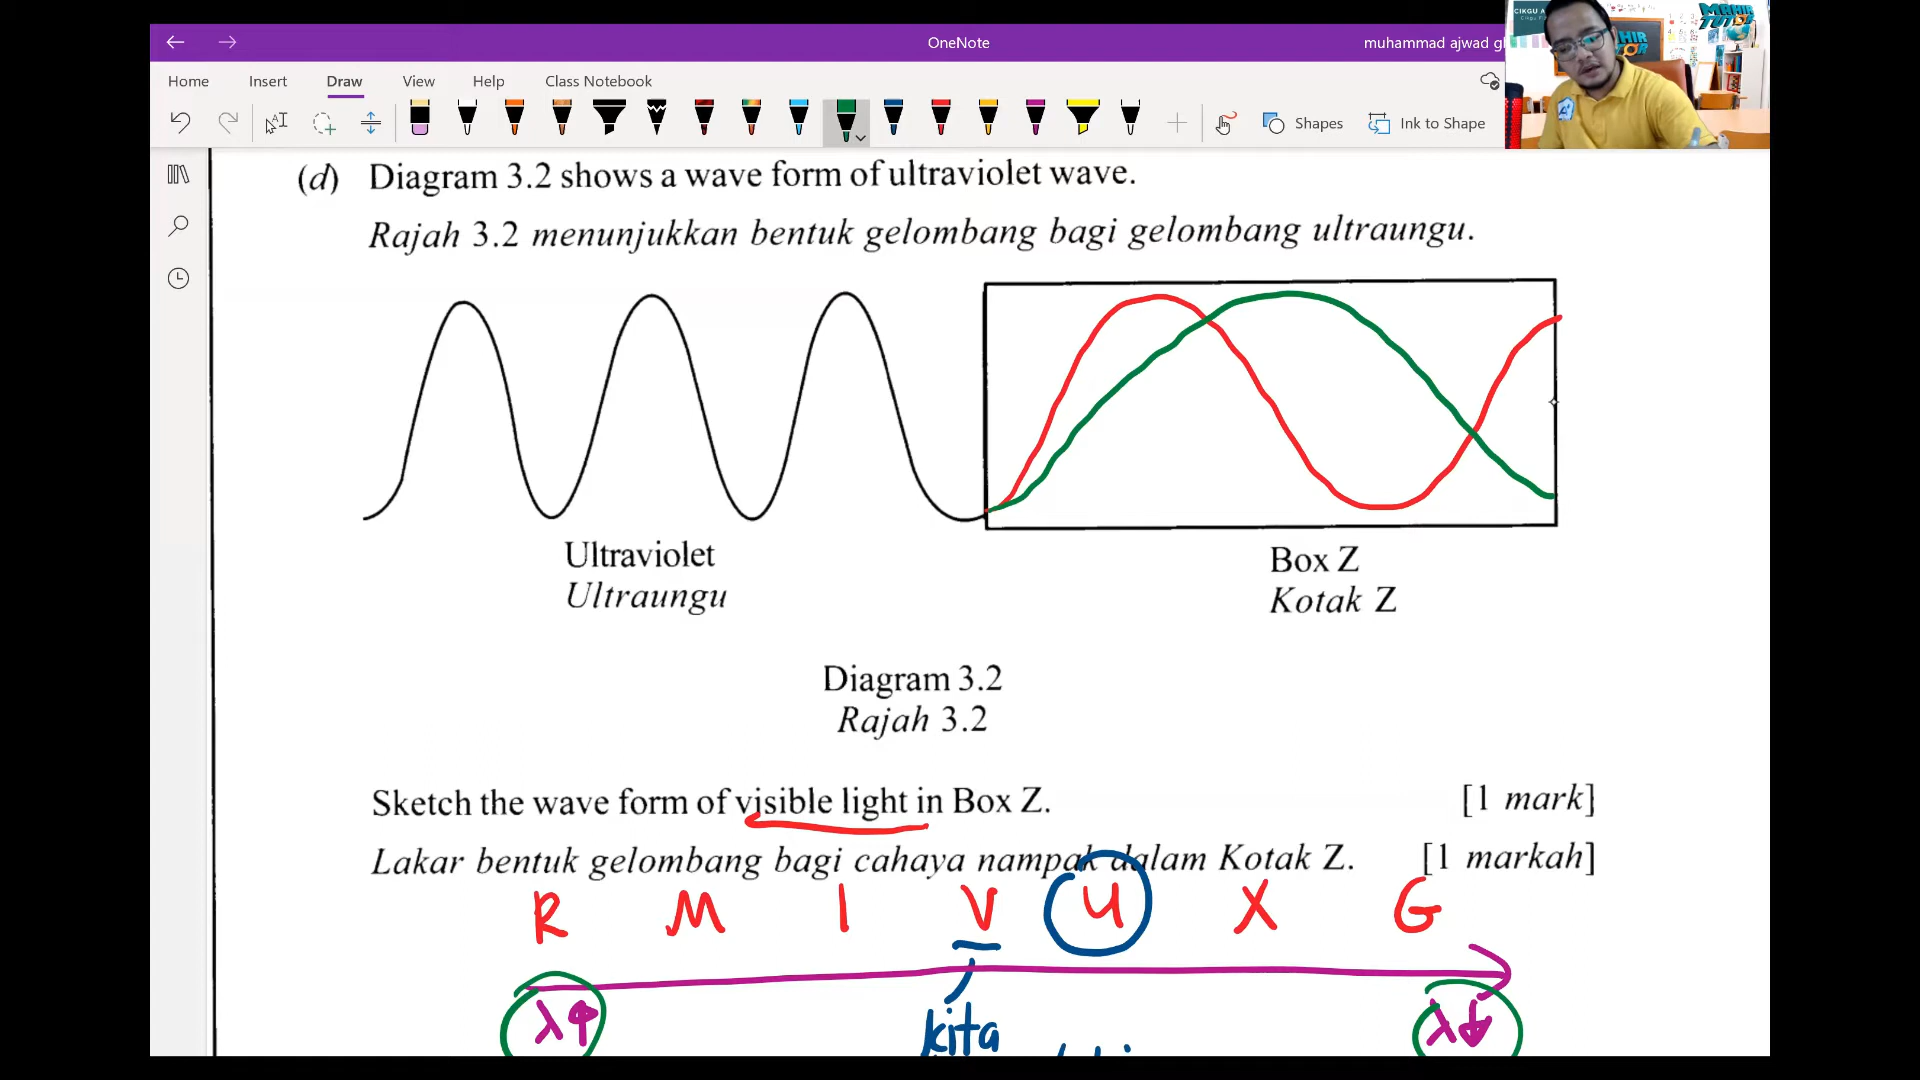 OneNote
muhammad ajwad g
CIKGU A
MAHIR
TUTOR
Home Insert Draw View Help Class Notebook
Shapes Ink to Shape
(d) Diagram 3.2 shows a wave form of ultraviolet wave.
Rajah 3.2 menunjukkan bentuk gelombang bagi gelombang ultraungu.
Ultraviolet
Ultraungu
Box Z
Kotak Z
Diagram 3.2
Rajah 3.2
Sketch the wave form of visible light in Box Z. [1 mark]
Lakar bentuk gelombang bagi cahaya nampak dalam Kotak Z. [1 markah]
R M I V U X G
λ↑ λ↓
kita